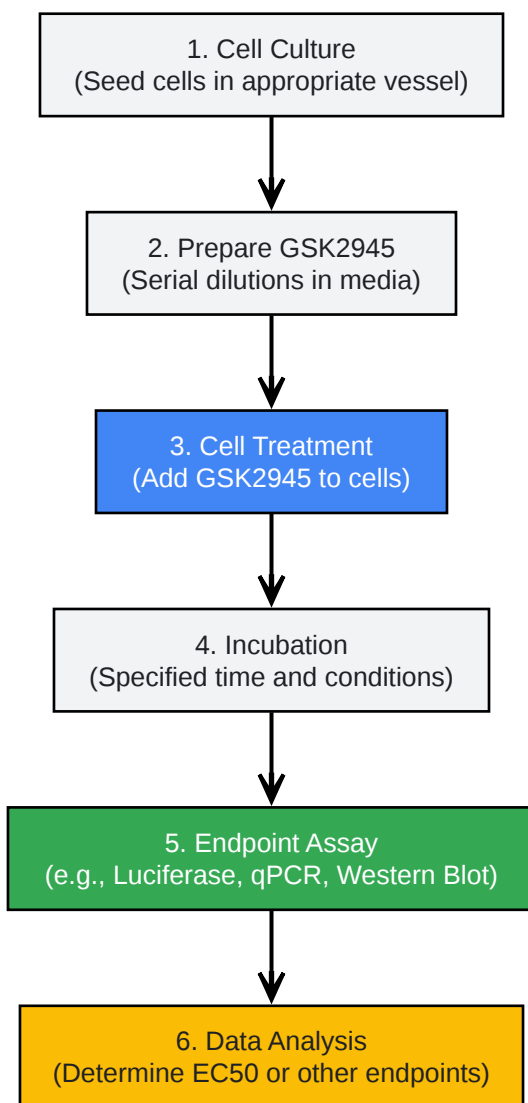 1. Cell Culture
(Seed cells in appropriate vessel)
2. Prepare GSK2945
(Serial dilutions in media)
3. Cell Treatment
(Add GSK2945 to cells)
4. Incubation
(Specified time and conditions)
5. Endpoint Assay
(e.g., Luciferase, qPCR, Western Blot)
6. Data Analysis
(Determine EC50 or other endpoints)